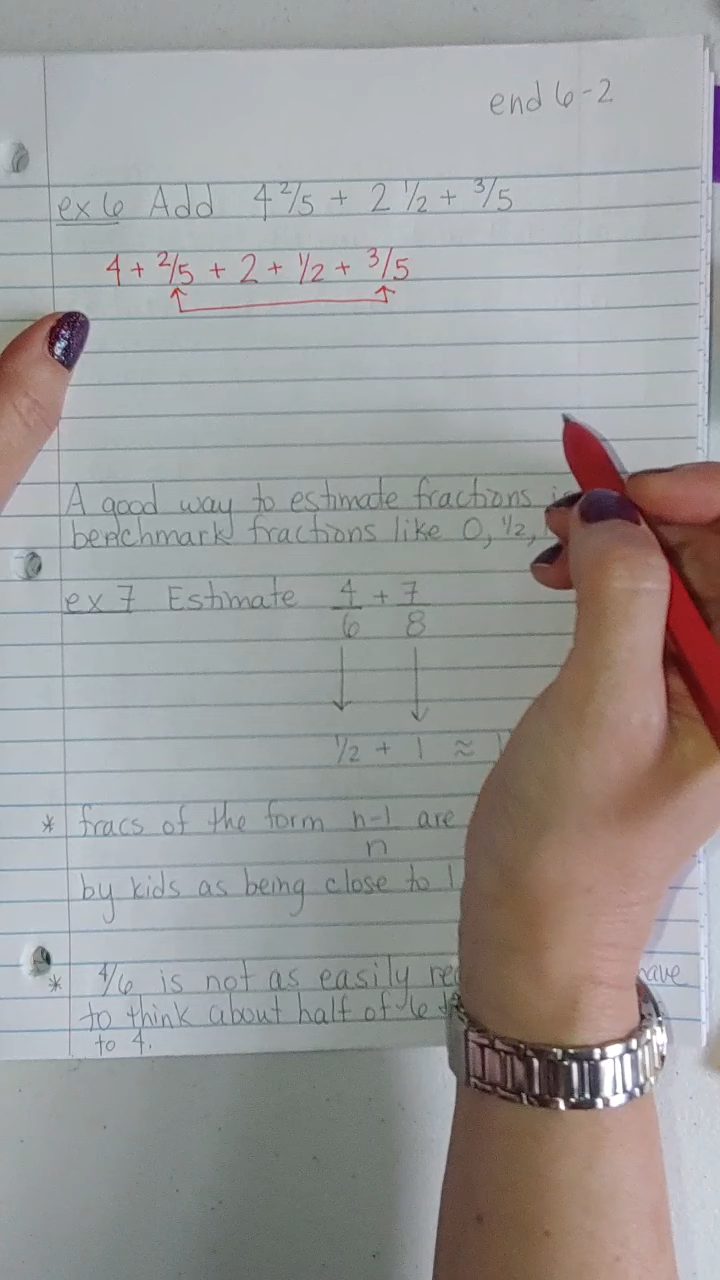 end 6-2
ex 6 Add 4 2/5 + 2 1/2 + 3/5
4 + 2/5 + 2 + 1/2 + 3/5
A good way to estimate fractions
benchmark fractions like 0, 1/2,
ex 7 Estimate 4/6 + 7/8
1/2 + 1 ≈
* fracs of the form n-1/n are
by kids as being close to 1
* 4/6 is not as easily have
to think about half of 6
to 4.